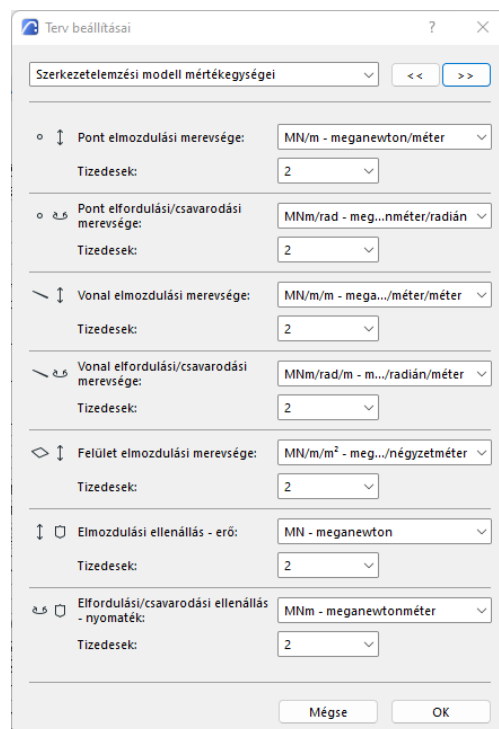 Terv beállításai
Szerkezetelemzési modell mértékegységei
<< >>
Pont elmozdulási merevsége: MN/m - meganewton/méter
Tizedesek: 2
Pont elfordulási/csavarodási
merevsége: MNm/rad - meg...nméter/radián
Tizedesek: 2
Vonal elmozdulási merevsége: MN/m/m - mega.../méter/méter
Tizedesek: 2
Vonal elfordulási/csavarodási
merevsége: MNm/rad/m - m.../radián/méter
Tizedesek: 2
Felület elmozdulási merevsége: MN/m/m² - meg.../négyzetméter
Tizedesek: 2
Elmozdulási ellenállás - erő: MN - meganewton
Tizedesek: 2
Elfordulási/csavarodási ellenállás
- nyomaték: MNm - meganewtonméter
Tizedesek: 2
Mégse OK